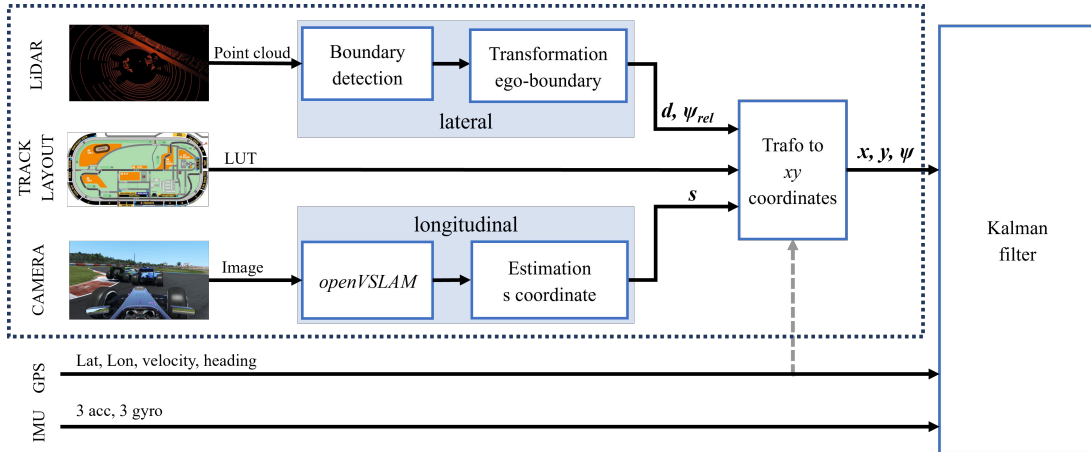 LiDAR
Point cloud
Boundary
detection
Transformation
ego-boundary
lateral
d, ψrel
TRACK
LAYOUT
LUT
Trafo to
xy
coordinates
x, y, ψ
s
longitudinal
CAMERA
Image
openVSLAM
Estimation
s coordinate
Kalman
filter
GPS
Lat, Lon, velocity, heading
IMU
3 acc, 3 gyro